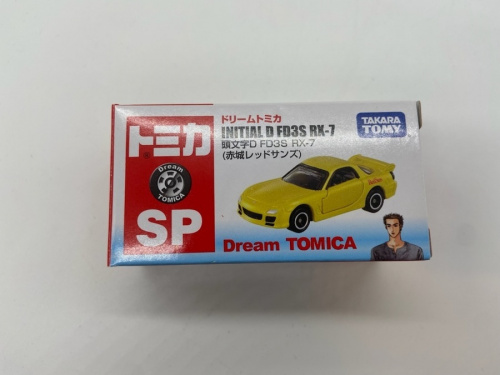 トミカ
Dream
TOMICA
SP
ドリームトミカ
INITIAL D FD3S RX-7
頭文字D FD3S RX-7
(赤城レッドサンズ)
TAKARA
TOMY
Dream TOMICA